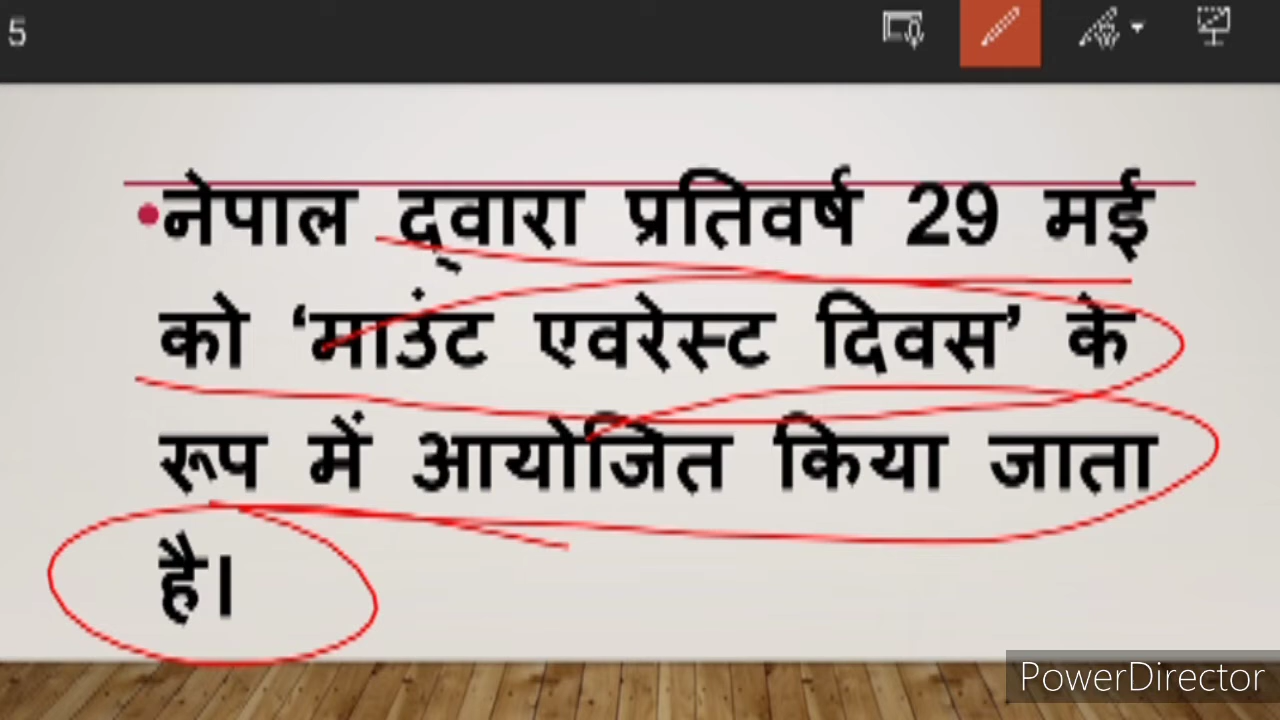 5
• नेपाल द्वारा प्रतिवर्ष 29 मई
को ‘माउंट एवरेस्ट दिवस’ के
रूप में आयोजित किया जाता
है।
PowerDirector